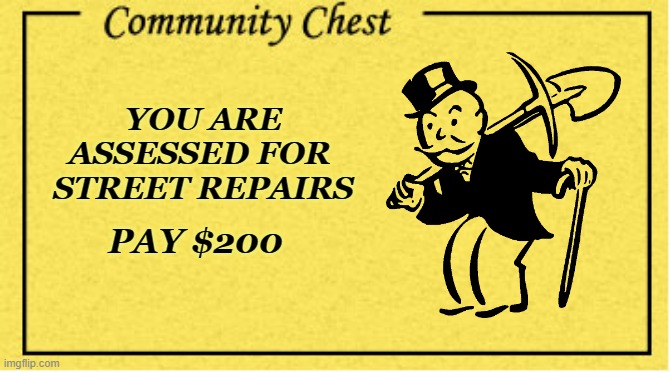 Community Chest
YOU ARE
ASSESSED FOR
STREET REPAIRS
PAY $200
imgflip.com